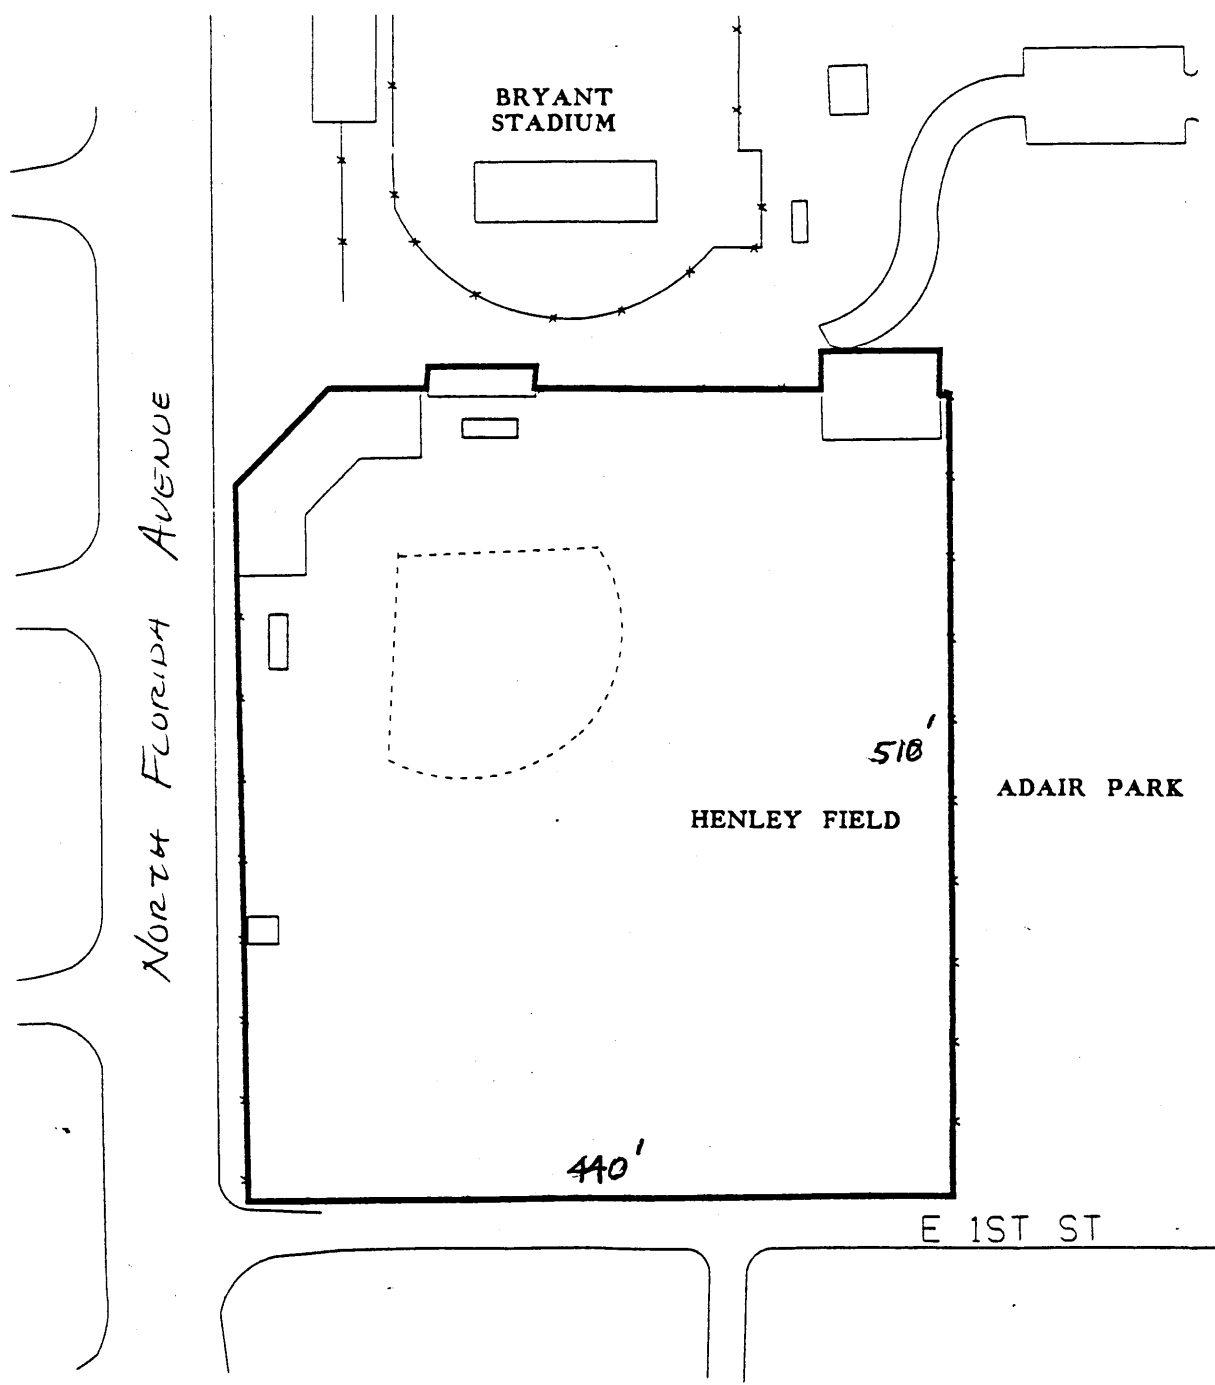 BRYANT
STADIUM
NORTH FLORIDA AVENUE
518'
ADAIR PARK
HENLEY FIELD
440'
E 1ST ST